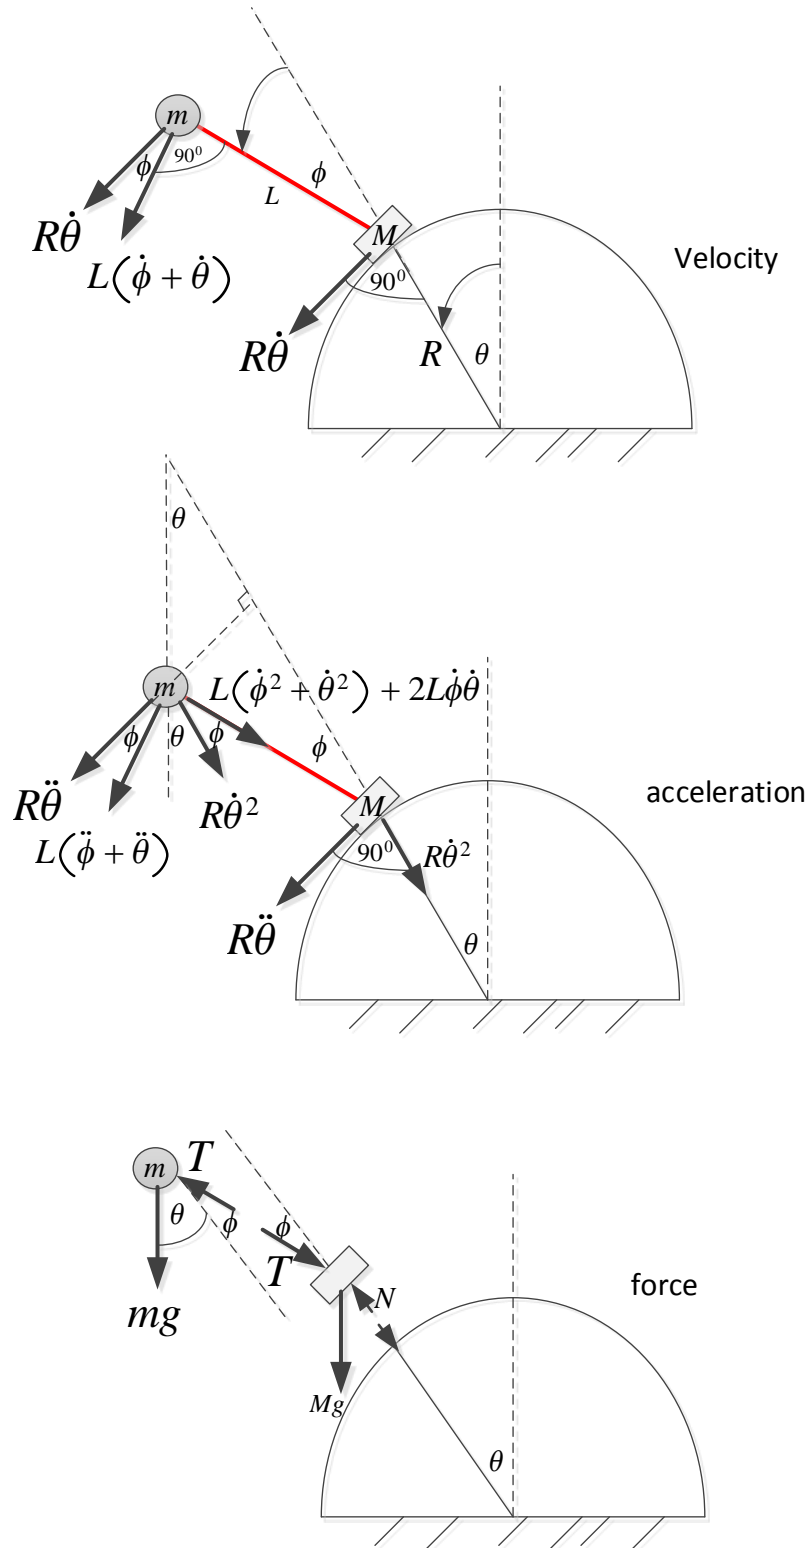 m
ϕ
90⁰
ϕ
L
Rθ̇
L(ϕ̇ + θ̇)
M
90⁰
Rθ̇
R
θ
Velocity
θ
m
L(ϕ̇² + θ̇²) + 2Lϕ̇θ̇
ϕ
θ
ϕ
ϕ
Rθ̈
Rθ̇²
L(ϕ̈ + θ̈)
M
90⁰
Rθ̇²
Rθ̈
θ
acceleration
m
T
θ
ϕ
ϕ
T
mg
N
Mg
θ
force